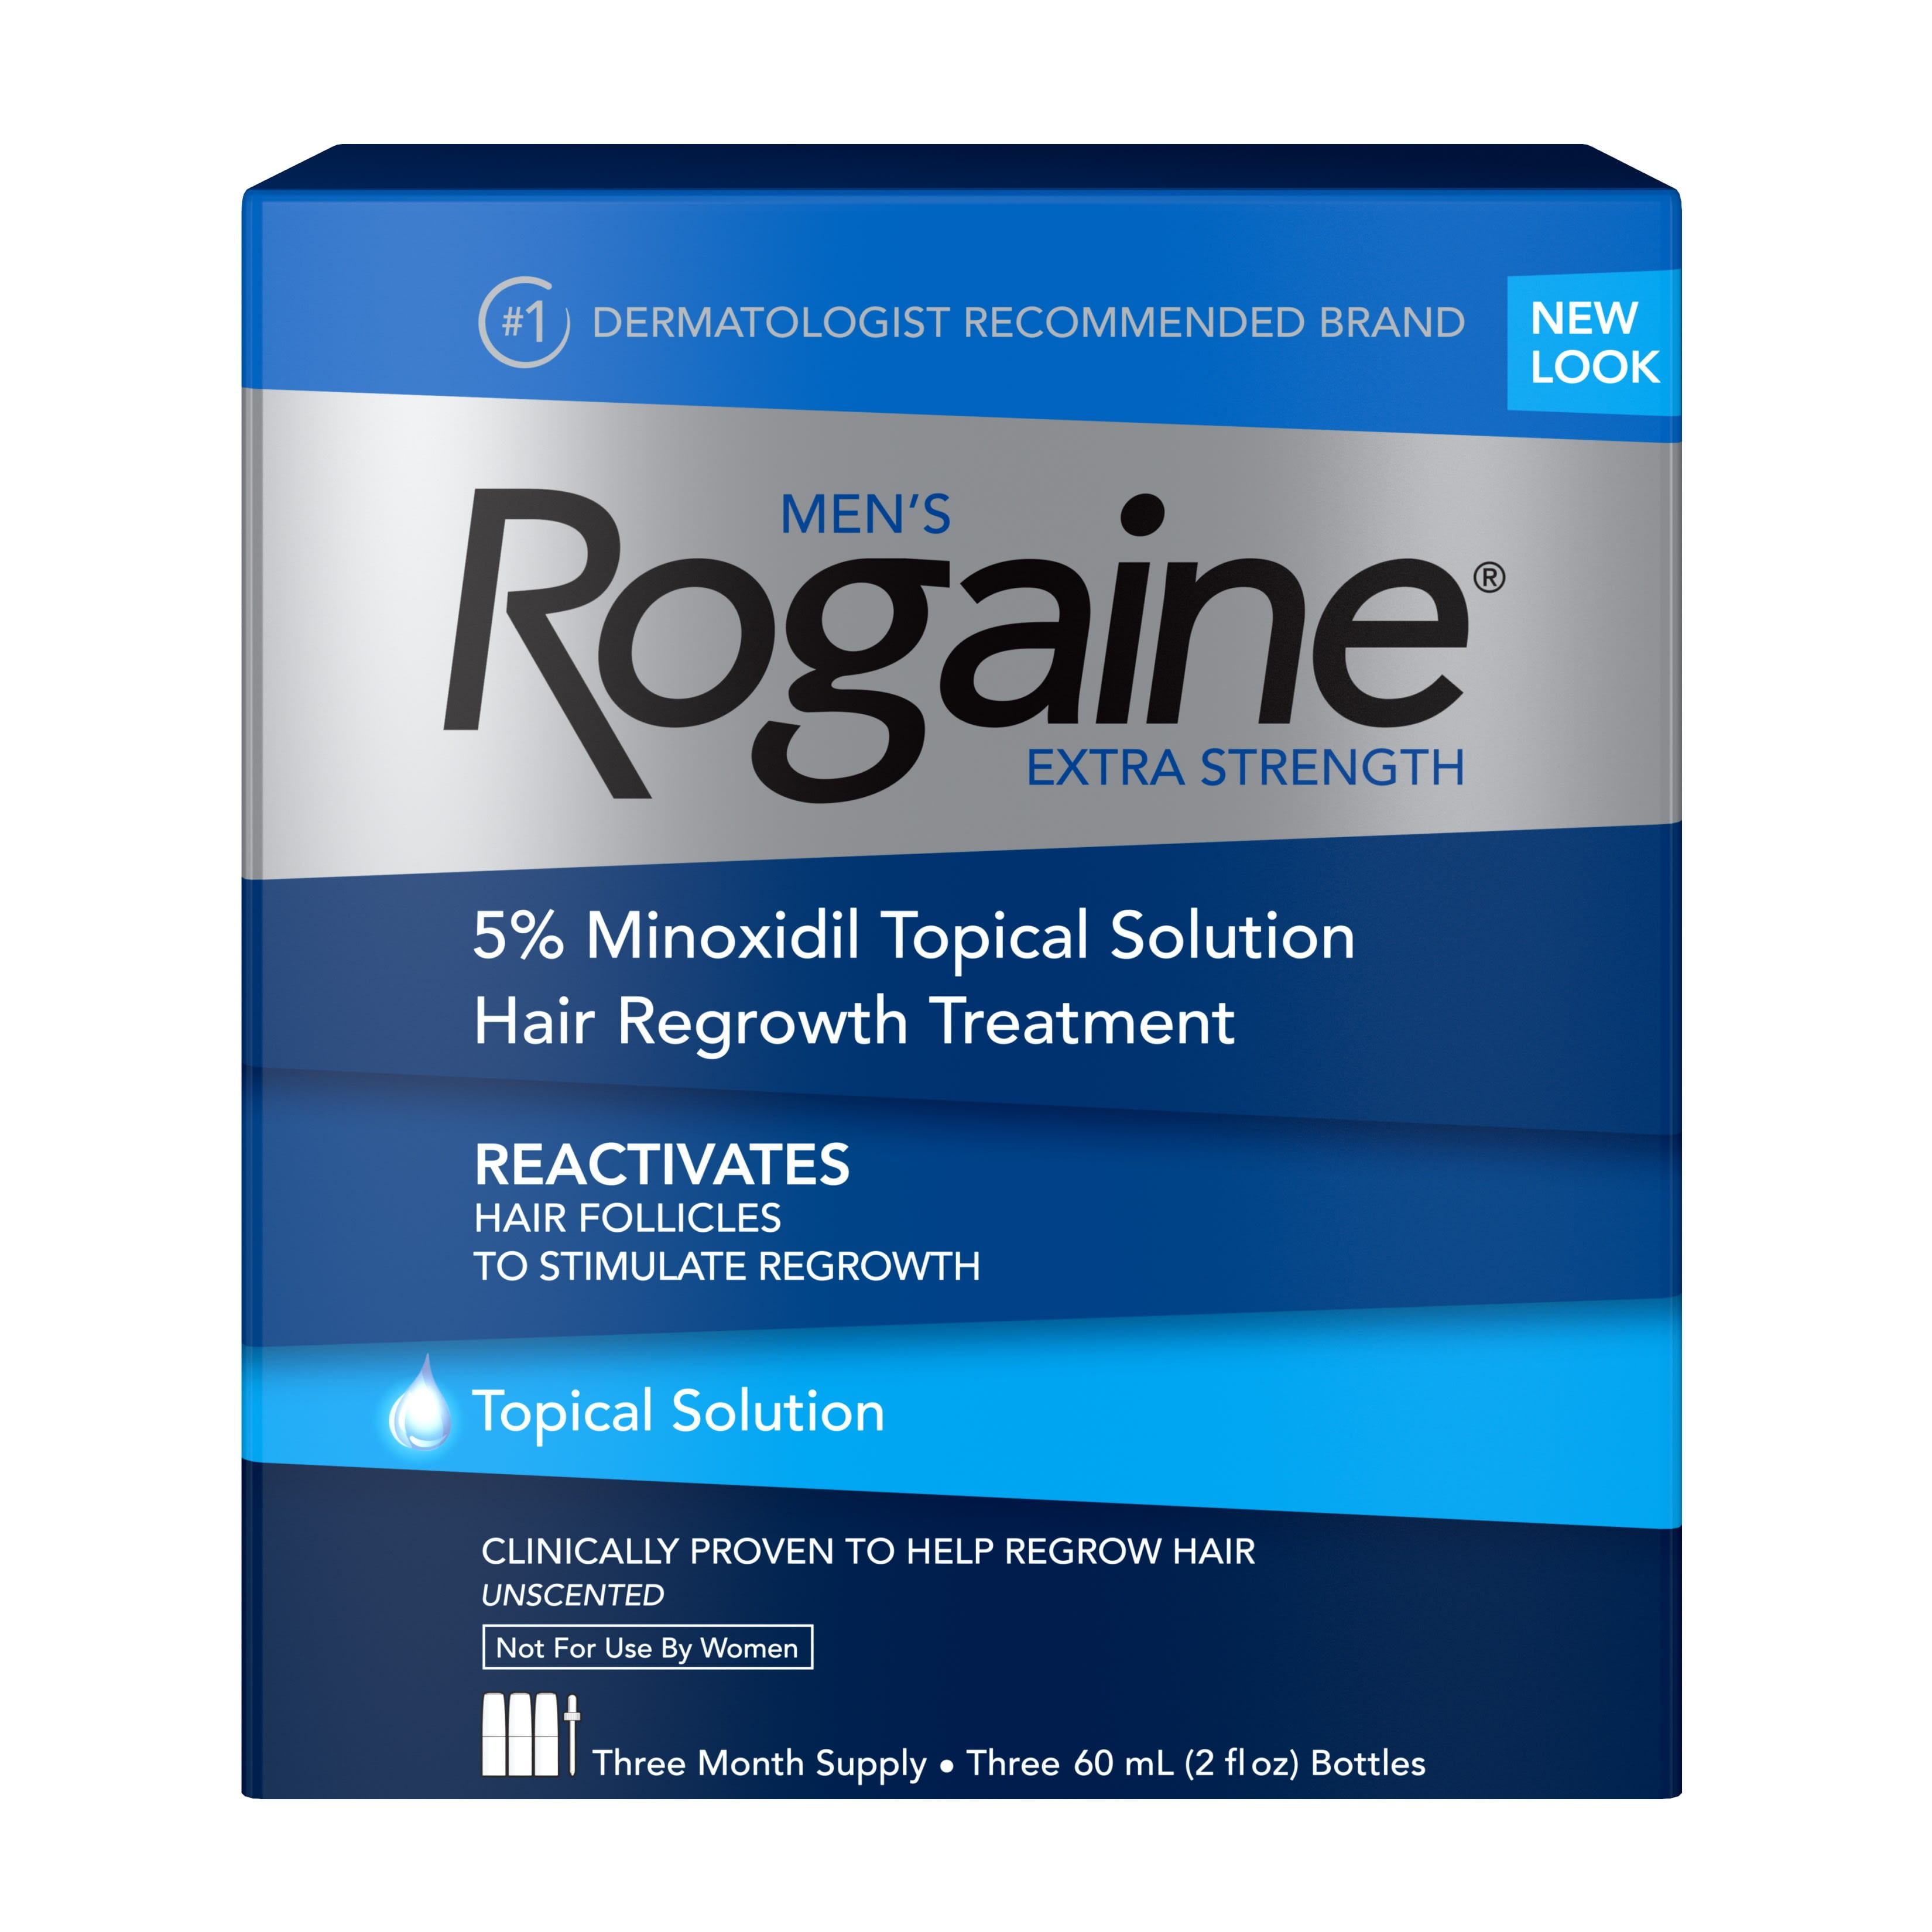 #1 DERMATOLOGIST RECOMMENDED BRAND
NEW
LOOK
MEN'S
Rogaine®
EXTRA STRENGTH
5% Minoxidil Topical Solution
Hair Regrowth Treatment
REACTIVATES
HAIR FOLLICLES
TO STIMULATE REGROWTH
Topical Solution
CLINICALLY PROVEN TO HELP REGROW HAIR
UNSCENTED
Not For Use By Women
Three Month Supply • Three 60 mL (2 fl oz) Bottles